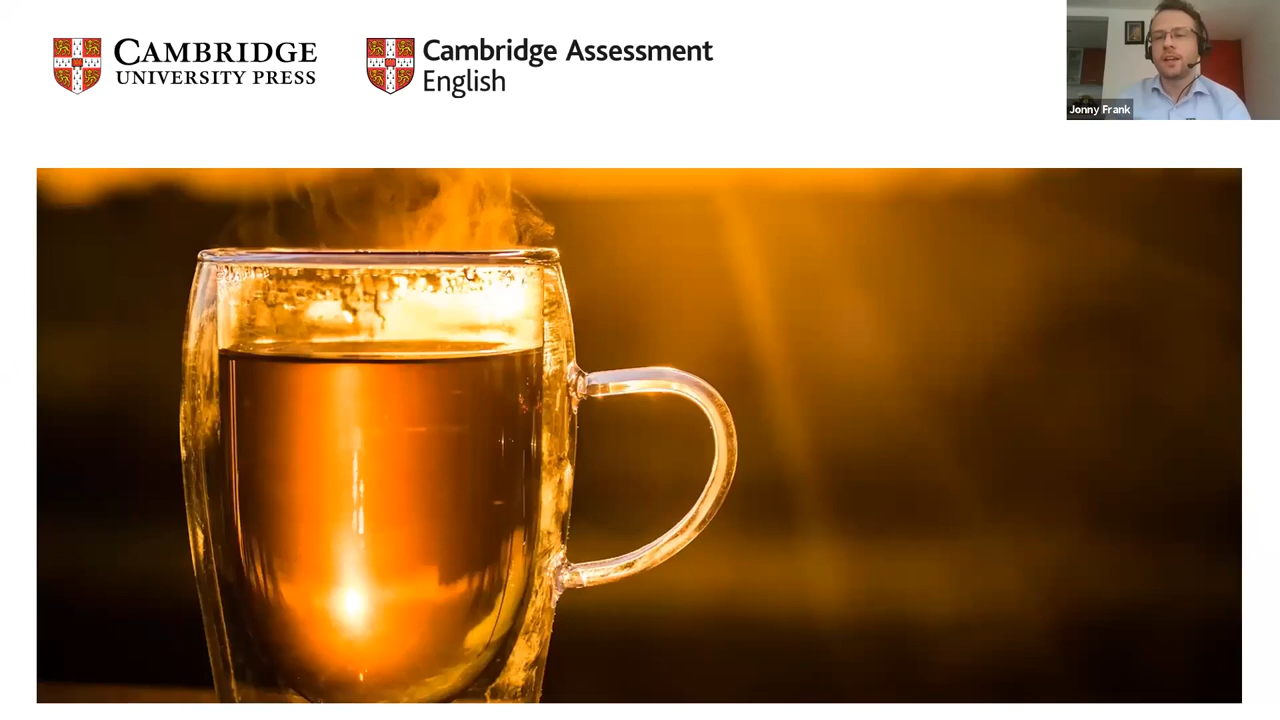 CAMBRIDGE
UNIVERSITY PRESS
Cambridge Assessment
English
Jonny Frank